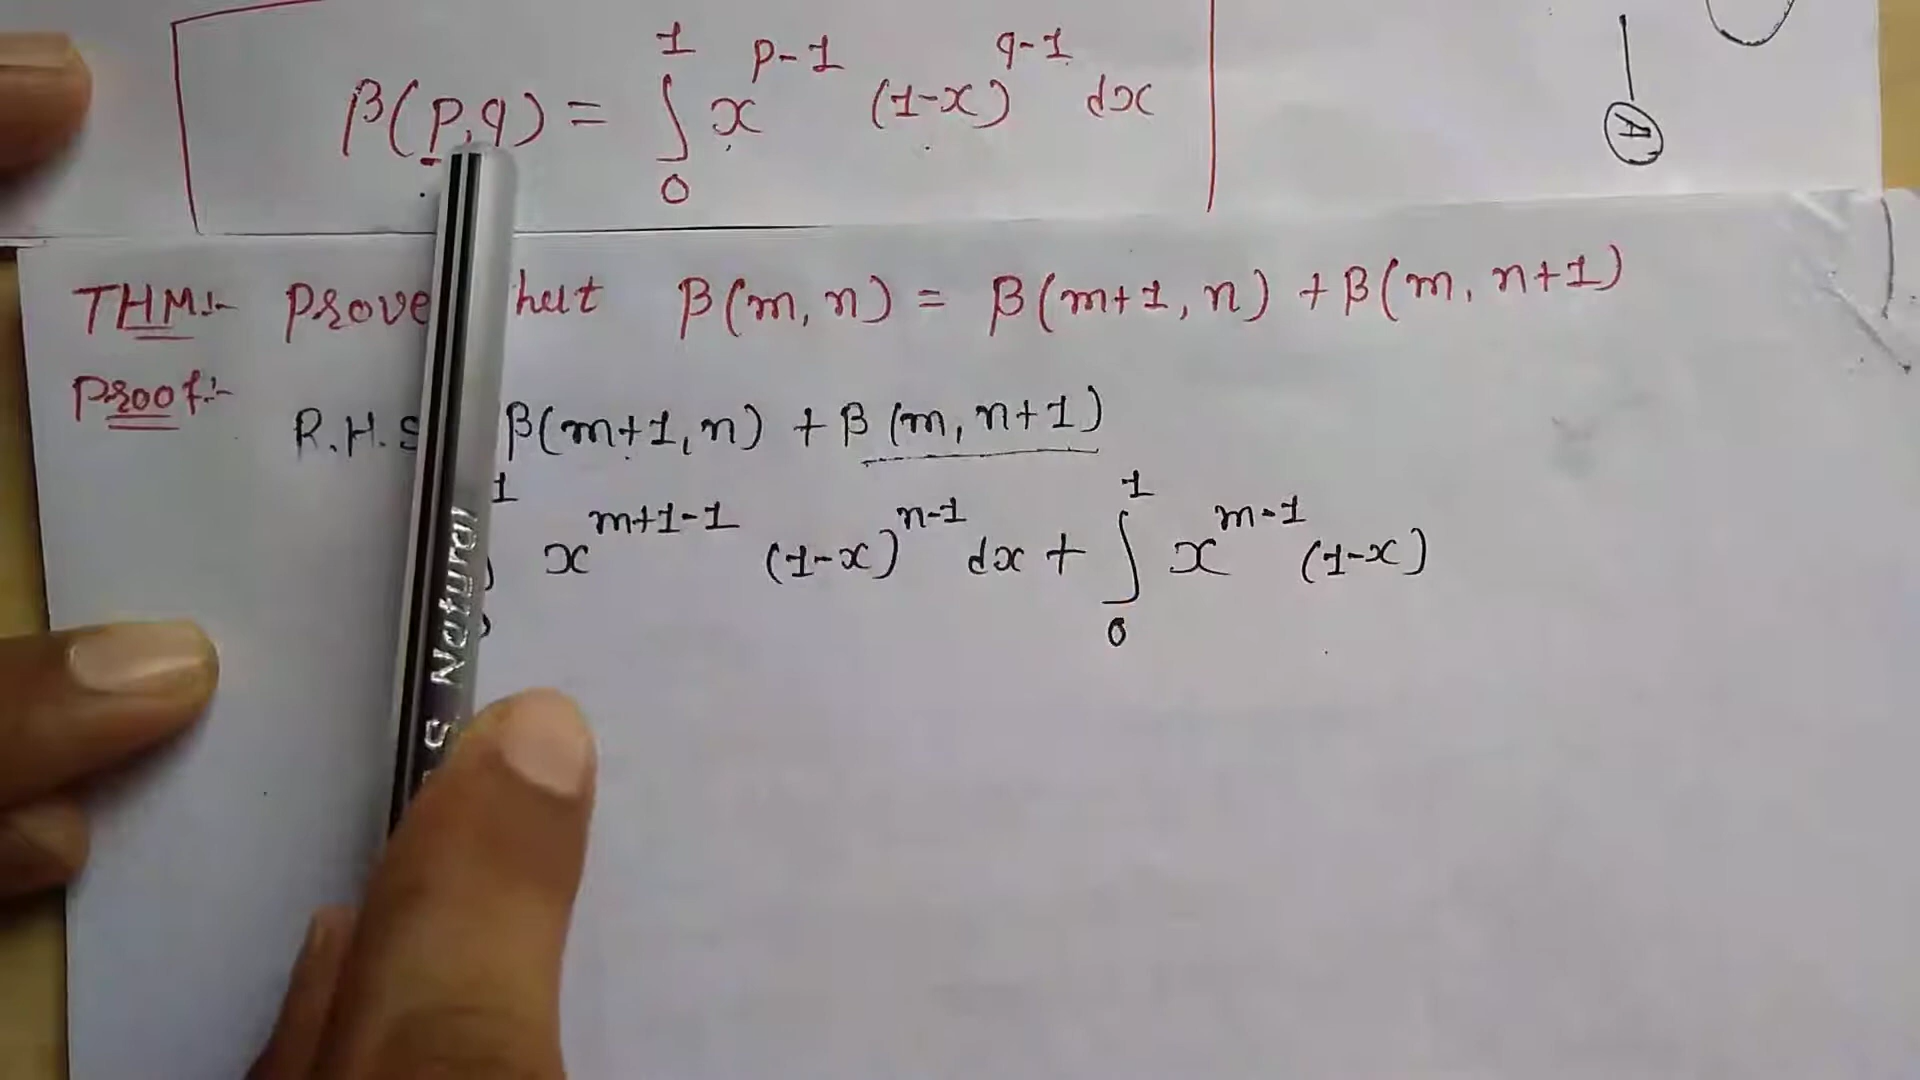 β(p,q) = ∫₀¹ x^{p-1} (1-x)^{q-1} dx
A
THM:- Prove that β(m, n) = β(m+1, n) + β(m, n+1)
Proof:-
R.H.S β(m+1, n) + β(m, n+1)
∫₀¹ x^{m+1-1} (1-x)^{n-1} dx + ∫₀¹ x^{m-1} (1-x)
Natural